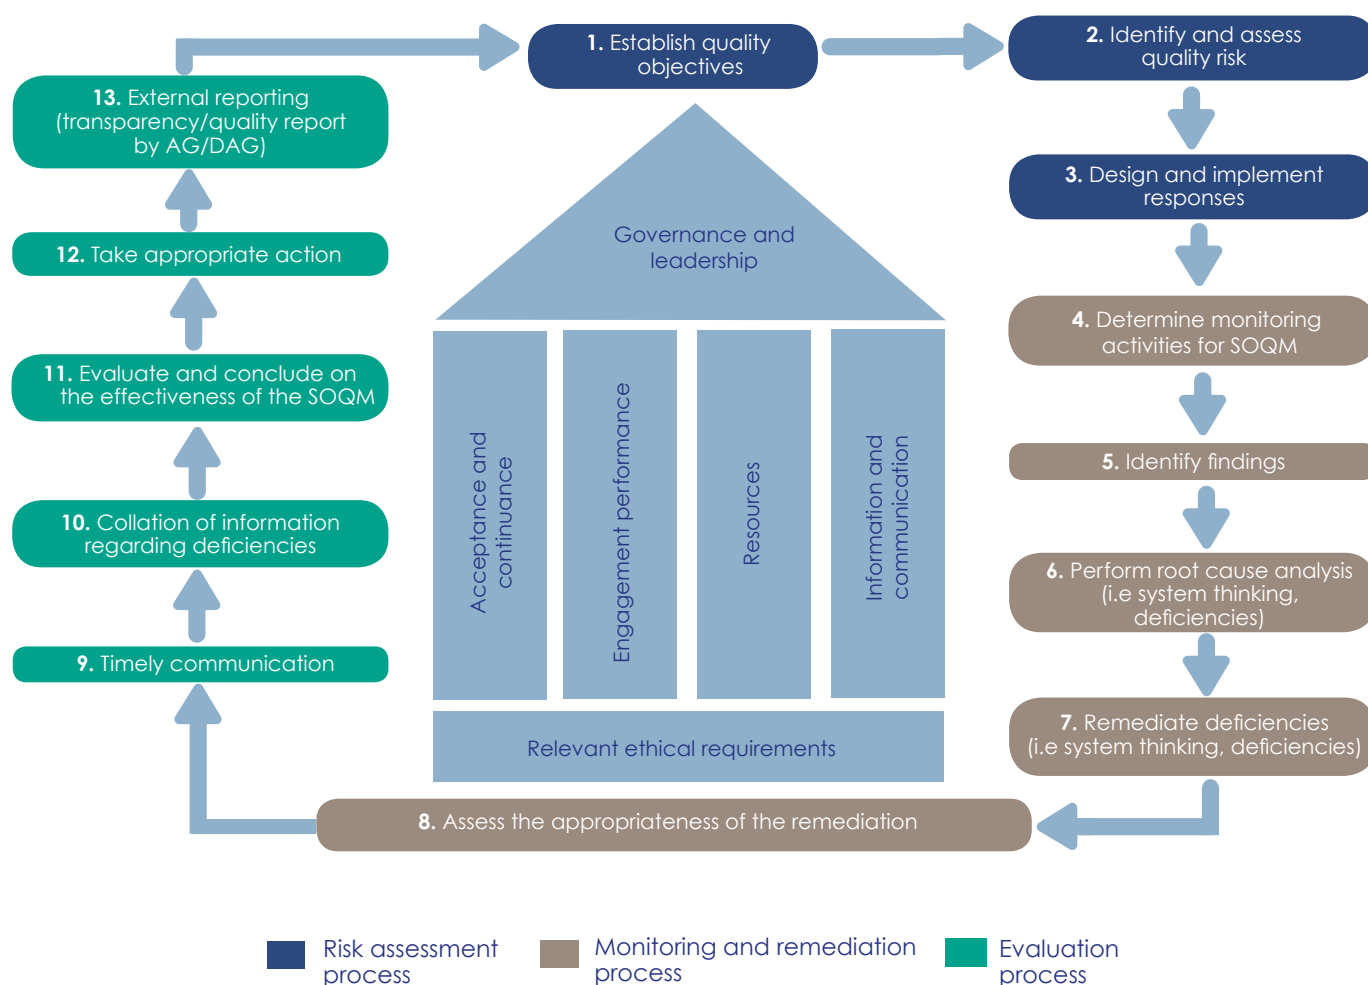 1. Establish quality
objectives
2. Identify and assess
quality risk
3. Design and implement
responses
4. Determine monitoring
activities for SOQM
5. Identify findings
6. Perform root cause analysis
(i.e system thinking,
deficiencies)
7. Remediate deficiencies
(i.e system thinking, deficiencies)
8. Assess the appropriateness of the remediation
9. Timely communication
10. Collation of information
regarding deficiencies
11. Evaluate and conclude on
the effectiveness of the SOQM
12. Take appropriate action
13. External reporting
(transparency/quality report
by AG/DAG)
Governance and
leadership
Acceptance and
continuance
Engagement performance
Resources
Information and
communication
Relevant ethical requirements
Risk assessment
process
Monitoring and remediation
process
Evaluation
process